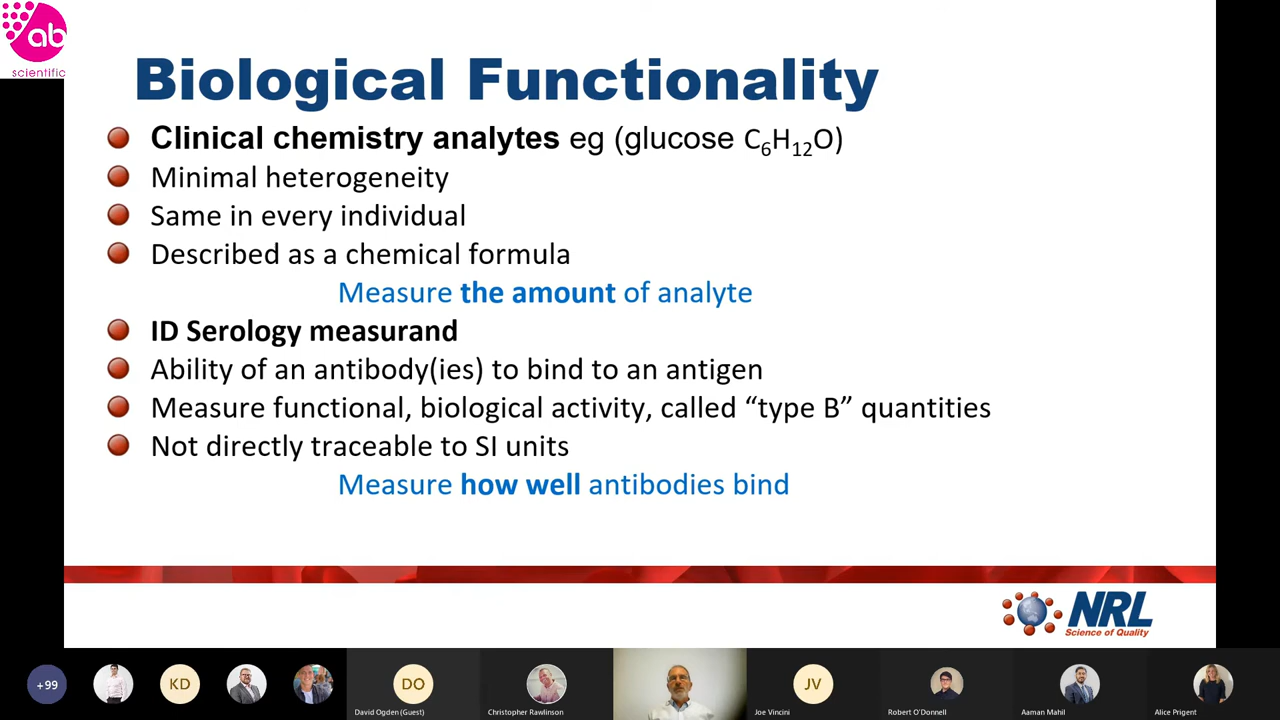 ab
scientific
Biological Functionality
Clinical chemistry analytes eg (glucose C₆H₁₂O)
Minimal heterogeneity
Same in every individual
Described as a chemical formula
Measure the amount of analyte
ID Serology measurand
Ability of an antibody(ies) to bind to an antigen
Measure functional, biological activity, called “type B” quantities
Not directly traceable to SI units
Measure how well antibodies bind
NRL
Science of Quality
+99
KD
DO
JV
David Ogden (Guest)
Christopher Rawlinson
Joe Vincini
Robert O'Donnell
Aaman Mahil
Alice Prigent